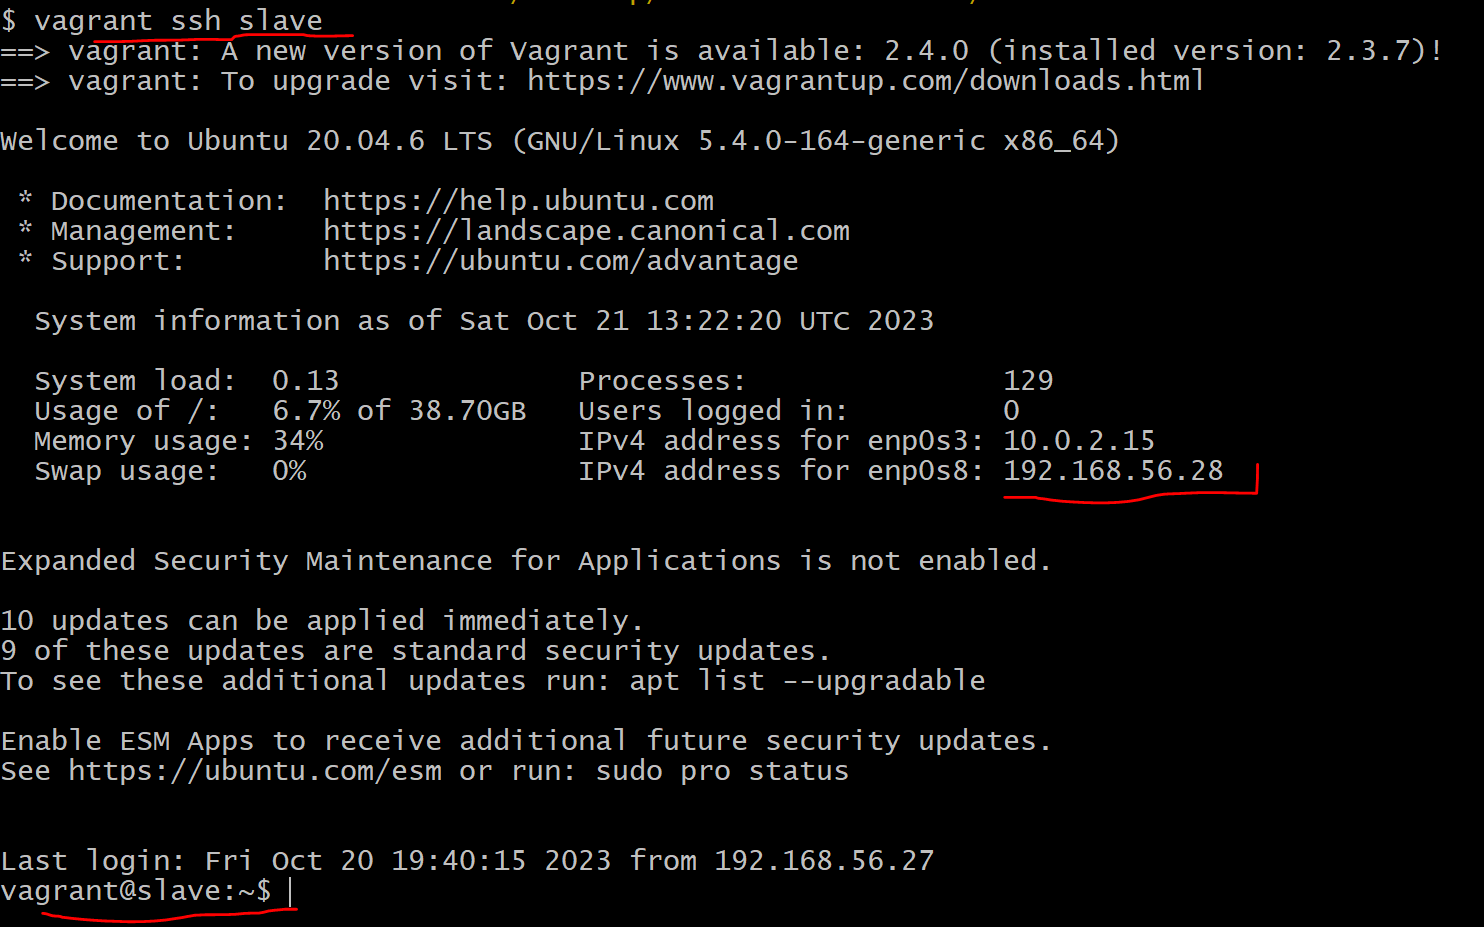 $ vagrant ssh slave
==> vagrant: A new version of Vagrant is available: 2.4.0 (installed version: 2.3.7)!
==> vagrant: To upgrade visit: https://www.vagrantup.com/downloads.html
Welcome to Ubuntu 20.04.6 LTS (GNU/Linux 5.4.0-164-generic x86_64)
* Documentation:  https://help.ubuntu.com
* Management:     https://landscape.canonical.com
* Support:        https://ubuntu.com/advantage
System information as of Sat Oct 21 13:22:20 UTC 2023
System load:  0.13              Processes:               129
Usage of /:   6.7% of 38.70GB   Users logged in:         0
Memory usage: 34%               IPv4 address for enp0s3: 10.0.2.15
Swap usage:   0%                IPv4 address for enp0s8: 192.168.56.28
Expanded Security Maintenance for Applications is not enabled.
10 updates can be applied immediately.
9 of these updates are standard security updates.
To see these additional updates run: apt list --upgradable
Enable ESM Apps to receive additional future security updates.
See https://ubuntu.com/esm or run: sudo pro status
Last login: Fri Oct 20 19:40:15 2023 from 192.168.56.27
vagrant@slave:~$